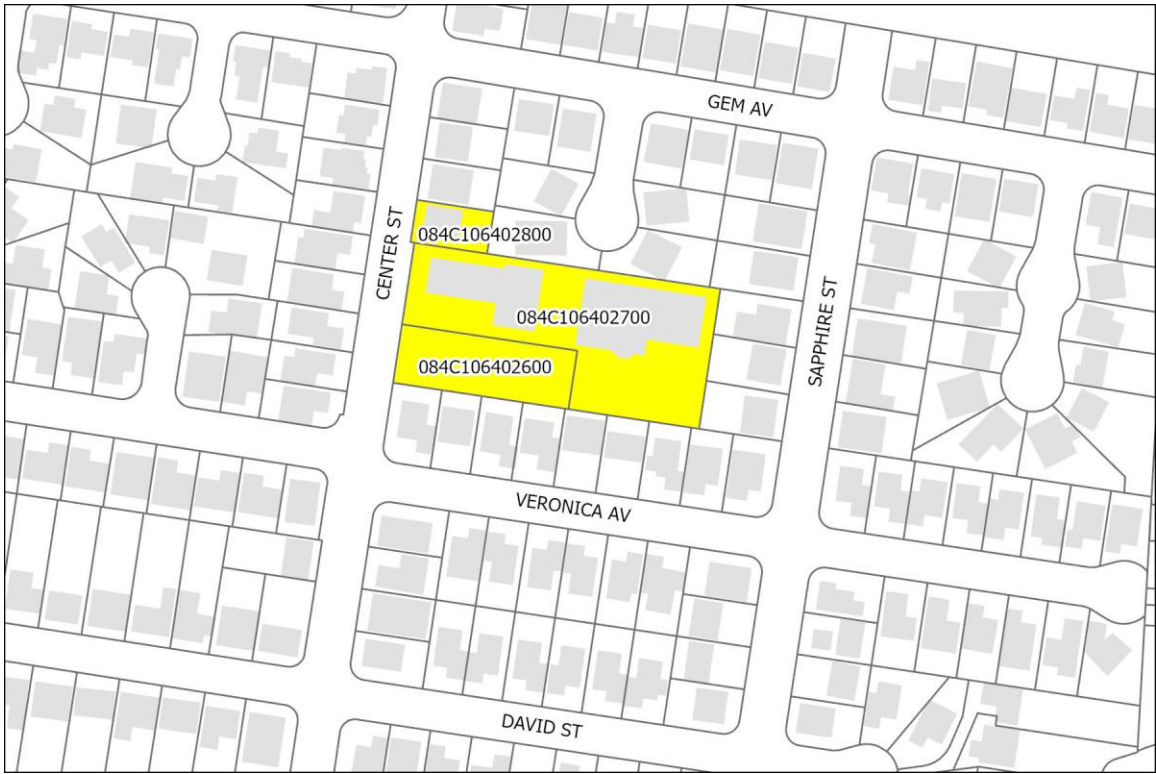 GEM AV
CENTER ST
084C106402800
084C106402700
SAPPHIRE ST
084C106402600
VERONICA AV
DAVID ST